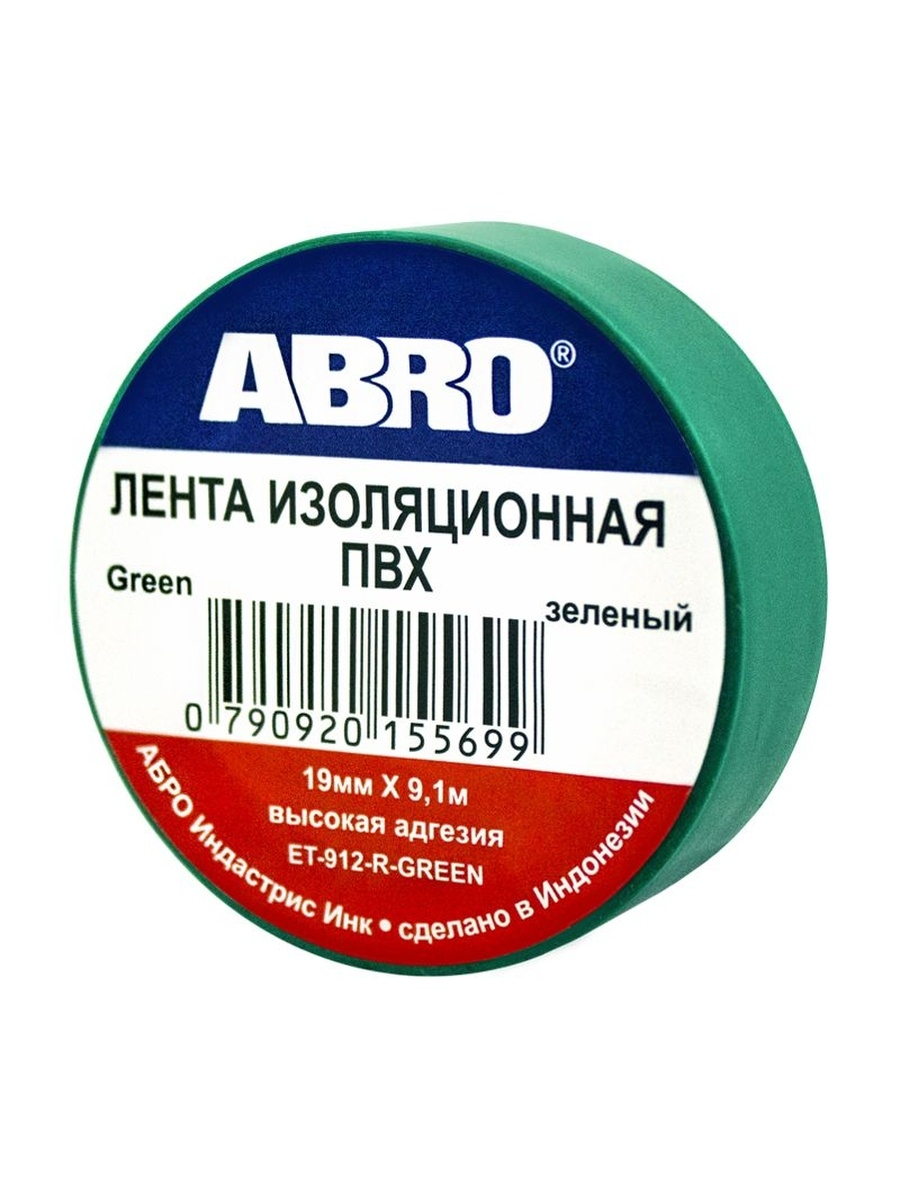 ABRO®
ЛЕНТА ИЗОЛЯЦИОННАЯ
ПВХ
Green
зеленый
0 790920 155699
19мм X 9,1м
высокая адгезия
ET-912-R-GREEN
АБРО Индастрис Инк • сделано в Индонезии